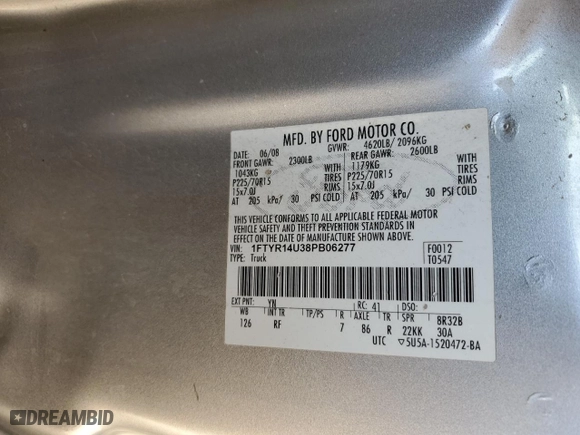 MFD. BY FORD MOTOR CO.
DATE: 06/08 GVWR: 4620LB/ 2096KG
FRONT GAWR: 2300LB REAR GAWR: 2600LB
1043KG WITH 1179KG WITH
P225/70R15 TIRES P225/70R15 TIRES
15x7.0J RIMS 15x7.0J RIMS
AT 205 kPa/ 30 PSI COLD AT 205 kPa/ 30 PSI COLD
THIS VEHICLE CONFORMS TO ALL APPLICABLE FEDERAL MOTOR
VEHICLE SAFETY AND THEFT PREVENTION STANDARDS
IN EFFECT ON THE DATE OF MANUFACTURE SHOWN ABOVE.
VIN: 1FTYR14U38PB06277 F0012
TYPE: Truck T0547
EXT PNT: YN RC: 41 DSO:
WB INT TR TP/PS R AXLE TR SPR 8R32B
126 RF 7 86 R 22KK 30A
UTC ▽5U5A-1520472-BA
DREAMBID